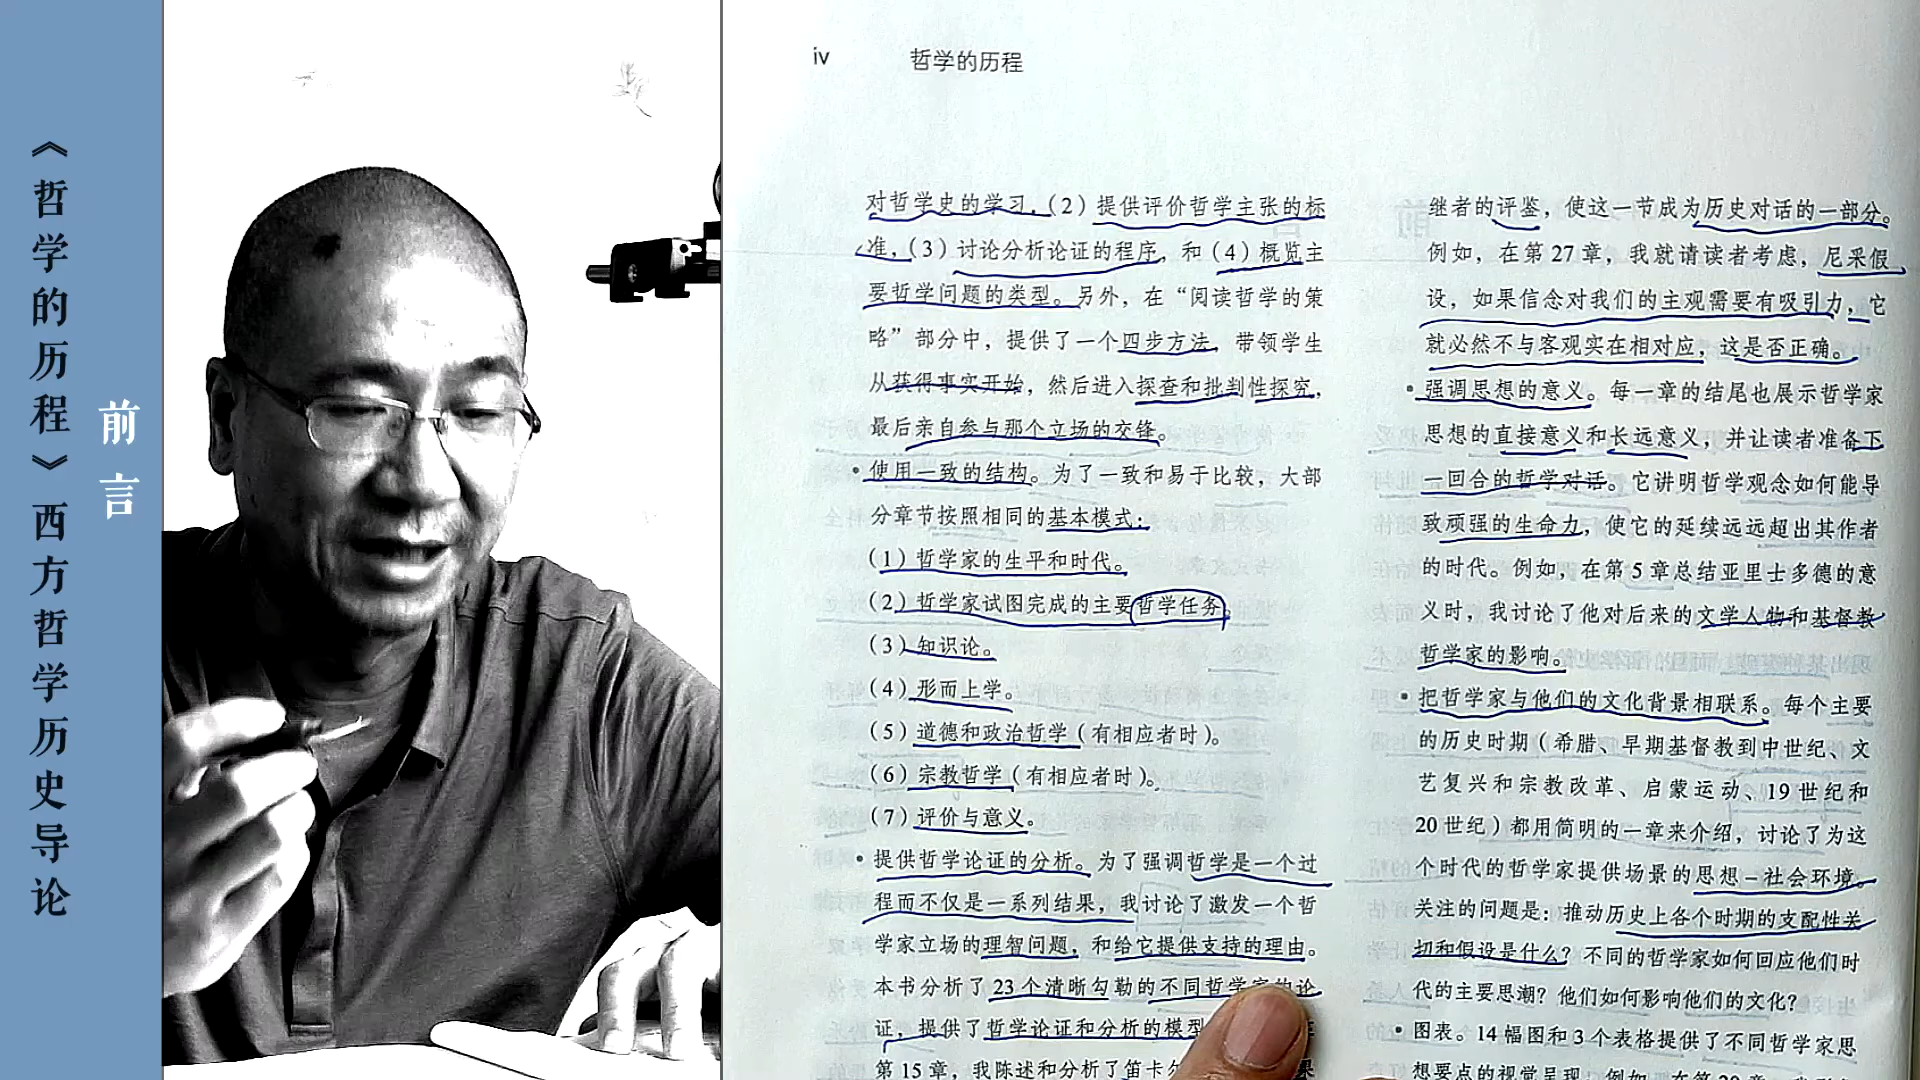 《哲学的历程》西方哲学历史导论
前言
iv
哲学的历程
对哲学史的学习,（2）提供评价哲学主张的标
准,（3）讨论分析论证的程序，和（4）概览主
要哲学问题的类型。另外，在“阅读哲学的策
略”部分中，提供了一个四步方法，带领学生
从获得事实开始，然后进入探查和批判性探究，
最后亲自参与那个立场的交锋。
• 使用一致的结构。为了一致和易于比较，大部
分章节按照相同的基本模式：
（1）哲学家的生平和时代。
（2）哲学家试图完成的主要哲学任务。
（3）知识论。
（4）形而上学。
（5）道德和政治哲学（有相应者时）。
（6）宗教哲学（有相应者时）。
（7）评价与意义。
• 提供哲学论证的分析。为了强调哲学是一个过
程而不仅是一系列结果，我讨论了激发一个哲
学家立场的理智问题，和给它提供支持的理由。
本书分析了23个清晰勾勒的不同哲学家的论
证，提供了哲学论证和分析的模型
第15章，我陈述和分析了笛卡尔
继者的评鉴，使这一节成为历史对话的一部分。
例如，在第27章，我就请读者考虑，尼采假
设，如果信念对我们的主观需要有吸引力，它
就必然不与客观实在相对应，这是否正确。
• 强调思想的意义。每一章的结尾也展示哲学家
思想的直接意义和长远意义，并让读者准备下
一回合的哲学对话。它讲明哲学观念如何能导
致顽强的生命力，使它的延续远远超出其作者
的时代。例如，在第5章总结亚里士多德的意
义时，我讨论了他对后来的文学人物和基督教
哲学家的影响。
• 把哲学家与他们的文化背景相联系。每个主要
的历史时期（希腊、早期基督教到中世纪、文
艺复兴和宗教改革、启蒙运动、19世纪和
20世纪）都用简明的一章来介绍，讨论了为这
个时代的哲学家提供场景的思想－社会环境。
关注的问题是：推动历史上各个时期的支配性关
切和假设是什么？不同的哲学家如何回应他们时
代的主要思潮？他们如何影响他们的文化？
• 图表。14幅图和3个表格提供了不同哲学家思
想要点的视觉呈现